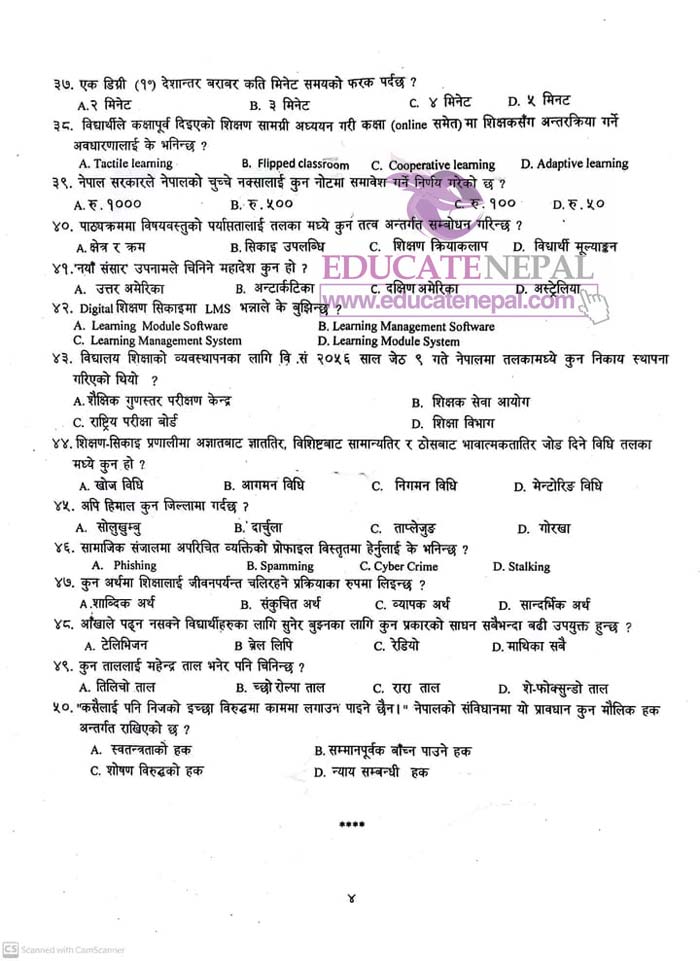 ३७. एक डिग्री (१°) देशान्तर बराबर कति मिनेट समयको फरक पर्दछ ?
A.२ मिनेट B. ३ मिनेट C. ४ मिनेट D. ५ मिनट
३८. विद्यार्थीले कक्षापूर्व दिइएको शिक्षण सामग्री अध्ययन गरी कक्षा (online समेत) मा शिक्षकसँग अन्तरक्रिया गर्ने
अवधारणालाई के भनिन्छ ?
A. Tactile learning B. Flipped classroom C. Cooperative learning D. Adaptive learning
३९. नेपाल सरकारले नेपालको चुच्चे नक्सालाई कुन नोटमा समावेश गर्ने निर्णय गरेको छ ?
A. रु. १००० B. रु. ५०० C. रु. १०० D. रु. ५०
४०. पाठ्यक्रममा विषयवस्तुको पर्याप्ततालाई तलका मध्ये कुन तत्व अन्तर्गत सम्बोधन गरिन्छ ?
A. क्षेत्र र क्रम B. सिकाइ उपलब्धि C. शिक्षण क्रियाकलाप D. विद्यार्थी मूल्याङ्कन
४१.'नयाँ संसार' उपनामले चिनिने महादेश कुन हो ?
A. उत्तर अमेरिका B. अन्टार्कटिका C. दक्षिण अमेरिका D. अस्ट्रेलिया
EDUCATENEPAL
www.educatenepal.com
४२. Digital शिक्षण सिकाइमा LMS भन्नाले के बुझिन्छ ?
A. Learning Module Software B. Learning Management Software
C. Learning Management System D. Learning Module System
४३. विद्यालय शिक्षाको व्यवस्थापनका लागि वि .सं २०५६ साल जेठ ९ गते नेपालमा तलकामध्ये कुन निकाय स्थापना
गरिएको थियो ?
A. शैक्षिक गुणस्तर परीक्षण केन्द्र B. शिक्षक सेवा आयोग
C. राष्ट्रिय परीक्षा बोर्ड D. शिक्षा विभाग
४४. शिक्षण-सिकाइ प्रणालीमा अज्ञातबाट ज्ञाततिर, विशिष्टबाट सामान्यतिर र ठोसबाट भावात्मकतातिर जोड दिने विधि तलका
मध्ये कुन हो ?
A. खोज विधि B. आगमन विधि C. निगमन विधि D. मेन्टोरिङ विधि
४५. अपि हिमाल कुन जिल्लामा गर्दछ ?
A. सोलुखुम्बु B. दार्चुला C. ताप्लेजुङ D. गोरखा
४६. सामाजिक संजालमा अपरिचित व्यक्तिको प्रोफाइल विस्तृतमा हेर्नुलाई के भनिन्छ ?
A. Phishing B. Spamming C. Cyber Crime D. Stalking
४७. कुन अर्थमा शिक्षालाई जीवनपर्यन्त चलिरहने प्रक्रियाका रुपमा लिइन्छ ?
A .शाब्दिक अर्थ B. संकुचित अर्थ C. व्यापक अर्थ D. सान्दर्भिक अर्थ
४८. आँखाले पढ्न नसक्ने विद्यार्थीहरुका लागि सुनेर बुझ्नका लागि कुन प्रकारको साधन सबैभन्दा बढी उपयुक्त हुन्छ ?
A. टेलिभिजन B ब्रेल लिपि C. रेडियो D. माथिका सबै
४९. कुन ताललाई महेन्द्र ताल भनेर पनि चिनिन्छ ?
A. तिलिचो ताल B. च्छो रोल्पा ताल C. रारा ताल D. शे-फोक्सुन्डो ताल
५०. "कसैलाई पनि निजको इच्छा विरुद्धमा काममा लगाउन पाइने छैन।" नेपालको संविधानमा यो प्रावधान कुन मौलिक हक
अन्तर्गत राखिएको छ ?
A. स्वतन्त्रताको हक B. सम्मानपूर्वक बाँच्न पाउने हक
C. शोषण विरुद्धको हक D. न्याय सम्बन्धी हक
****
४
CS Scanned with CamScanner